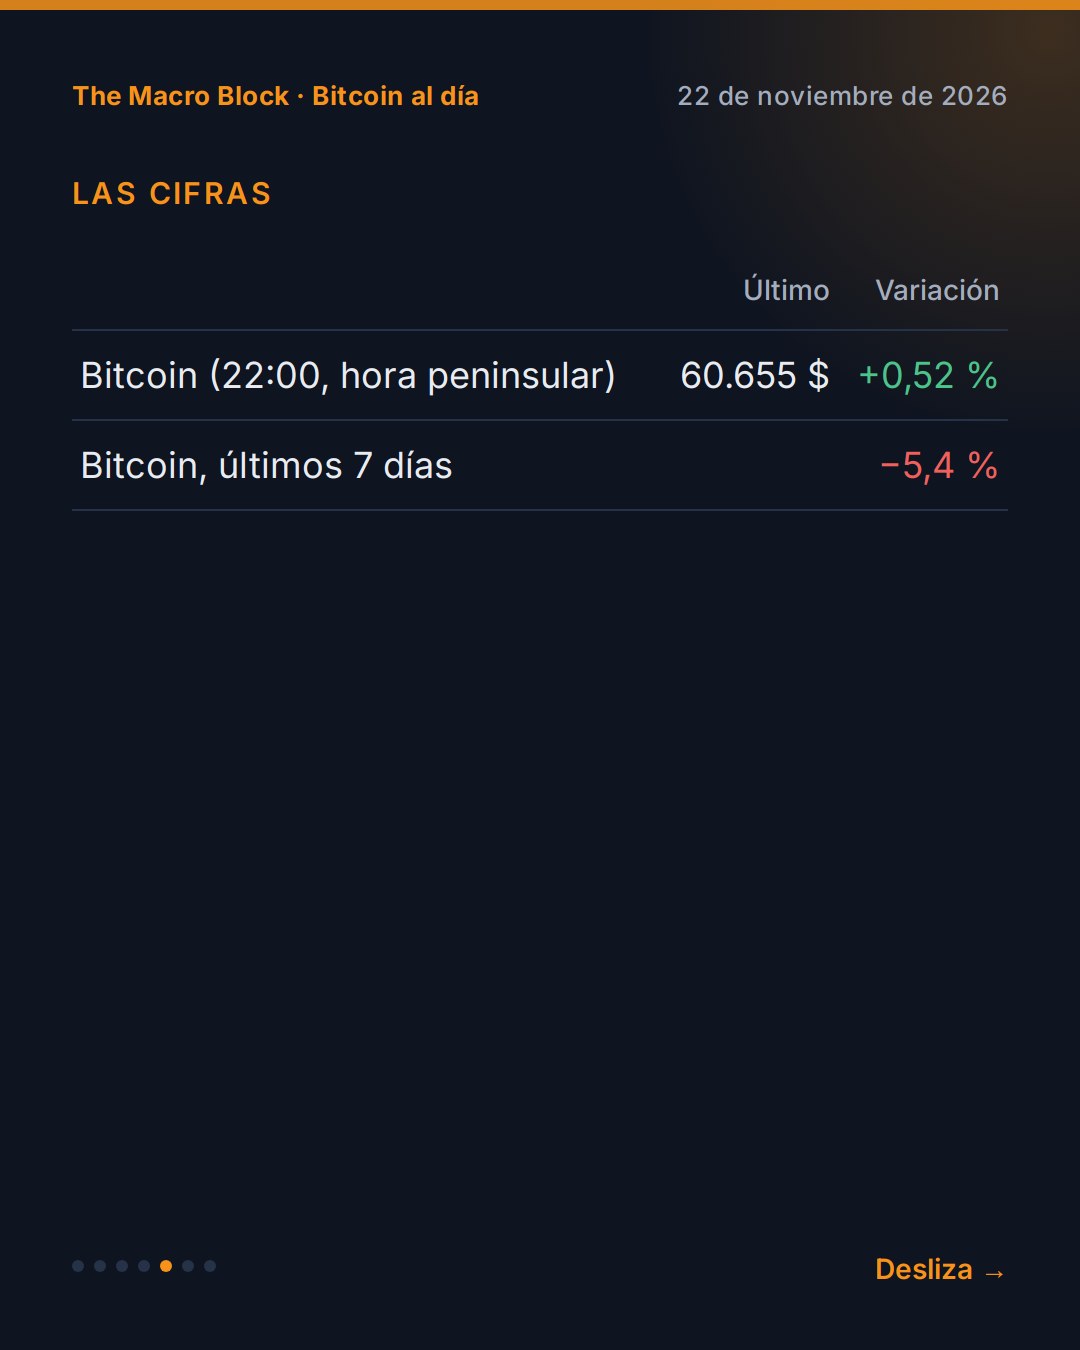 The Macro Block · Bitcoin al día 22 de noviembre de 2026
LAS CIFRAS
Último Variación
Bitcoin (22:00, hora peninsular) 60.655 $ +0,52 %
Bitcoin, últimos 7 días −5,4 %
Desliza →